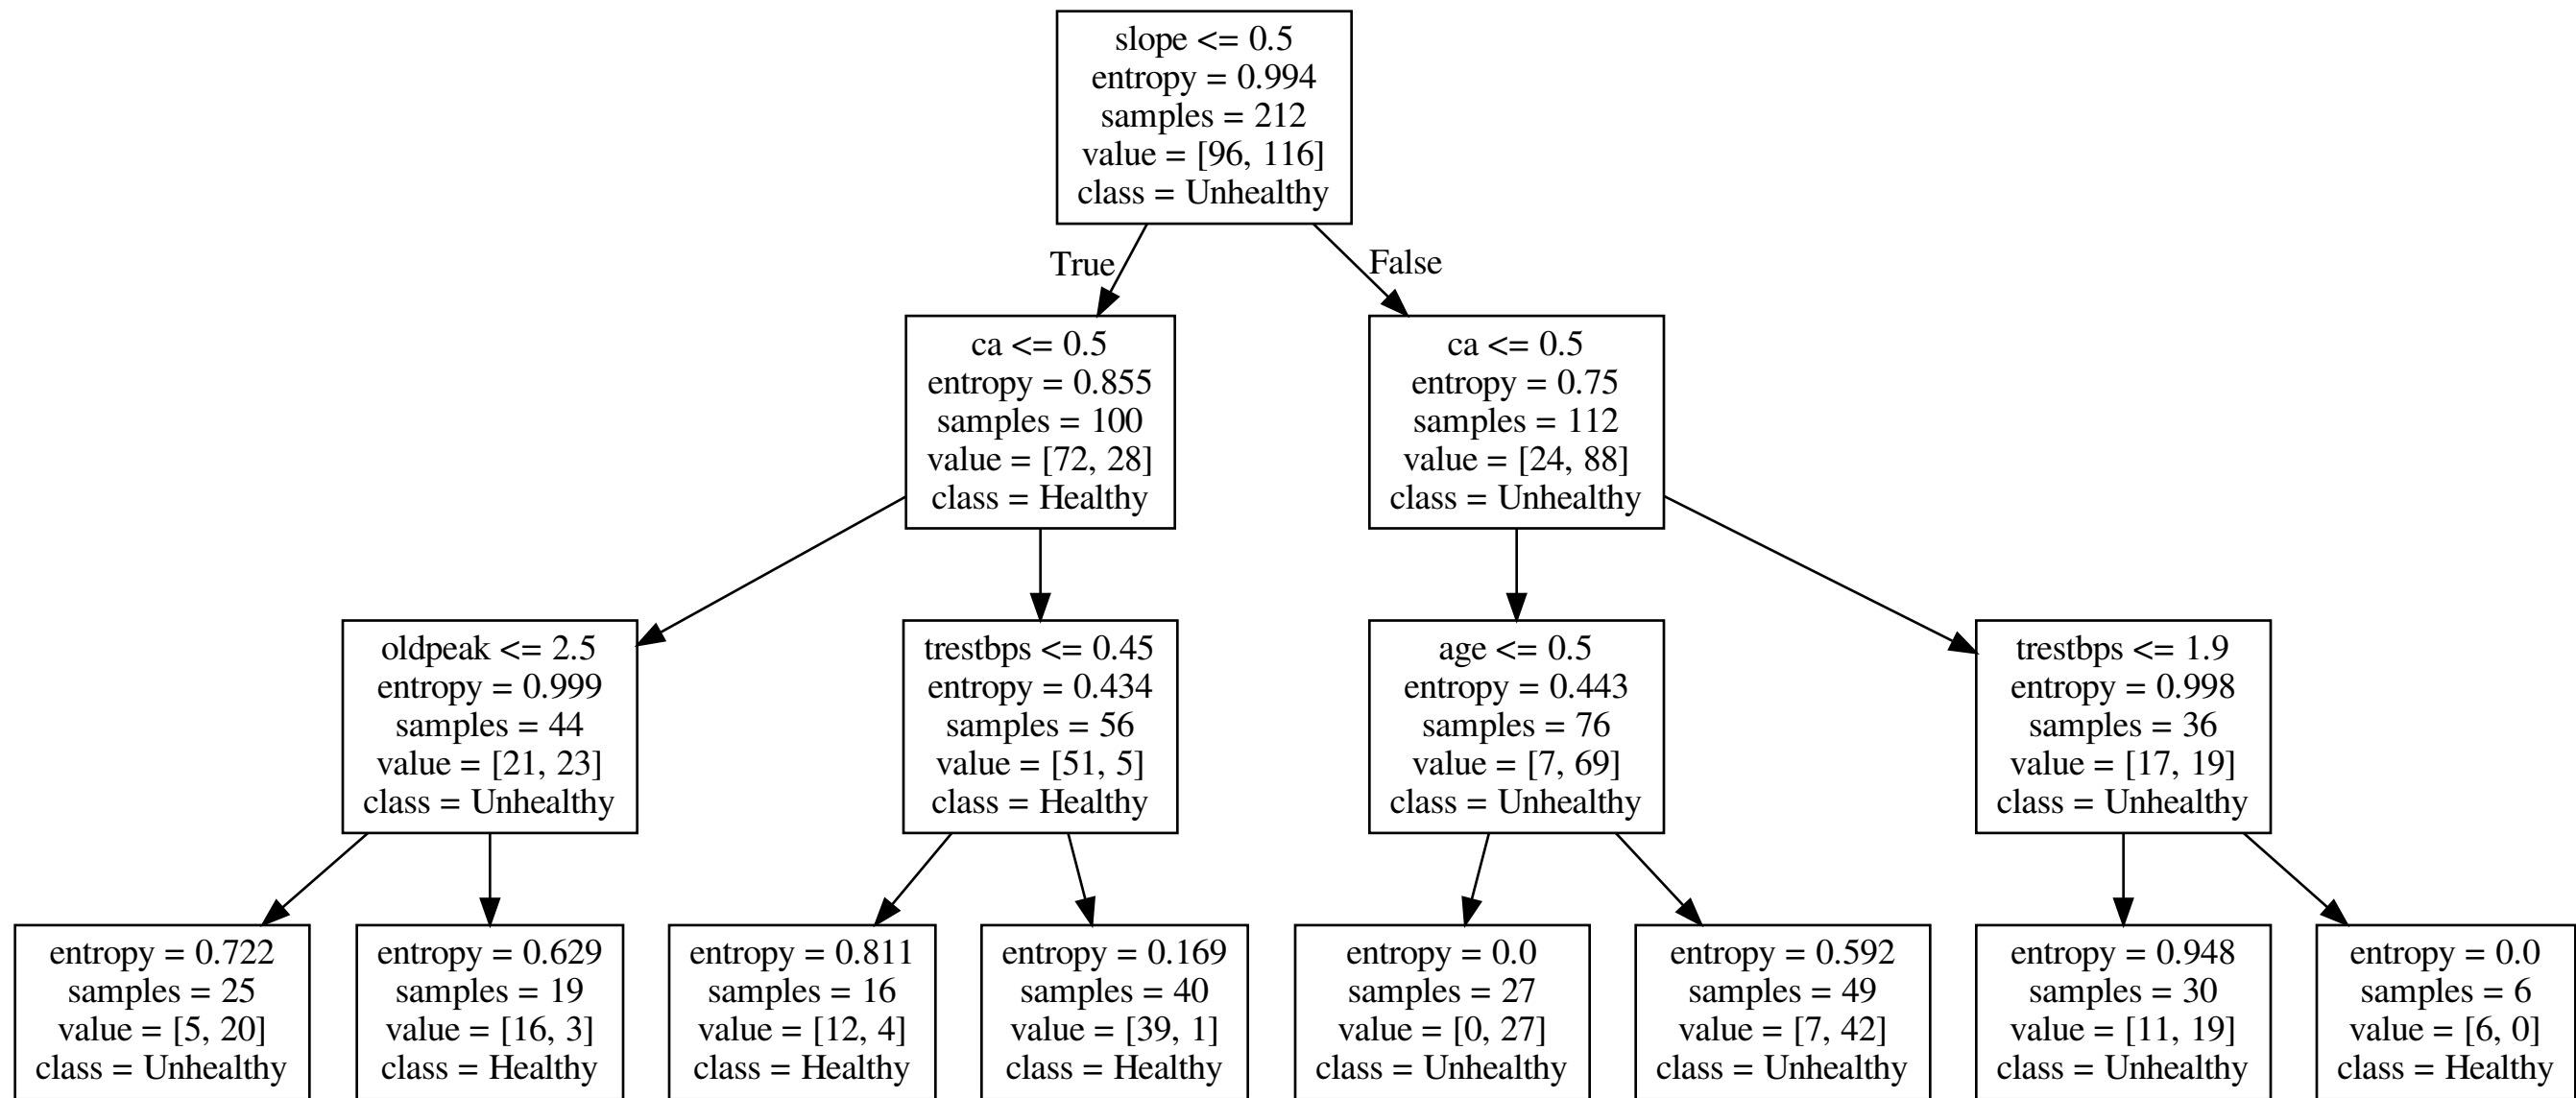 slope <= 0.5
entropy = 0.994
samples = 212
value = [96, 116]
class = Unhealthy
True
False
ca <= 0.5
entropy = 0.855
samples = 100
value = [72, 28]
class = Healthy
ca <= 0.5
entropy = 0.75
samples = 112
value = [24, 88]
class = Unhealthy
oldpeak <= 2.5
entropy = 0.999
samples = 44
value = [21, 23]
class = Unhealthy
trestbps <= 0.45
entropy = 0.434
samples = 56
value = [51, 5]
class = Healthy
age <= 0.5
entropy = 0.443
samples = 76
value = [7, 69]
class = Unhealthy
trestbps <= 1.9
entropy = 0.998
samples = 36
value = [17, 19]
class = Unhealthy
entropy = 0.722
samples = 25
value = [5, 20]
class = Unhealthy
entropy = 0.629
samples = 19
value = [16, 3]
class = Healthy
entropy = 0.811
samples = 16
value = [12, 4]
class = Healthy
entropy = 0.169
samples = 40
value = [39, 1]
class = Healthy
entropy = 0.0
samples = 27
value = [0, 27]
class = Unhealthy
entropy = 0.592
samples = 49
value = [7, 42]
class = Unhealthy
entropy = 0.948
samples = 30
value = [11, 19]
class = Unhealthy
entropy = 0.0
samples = 6
value = [6, 0]
class = Healthy